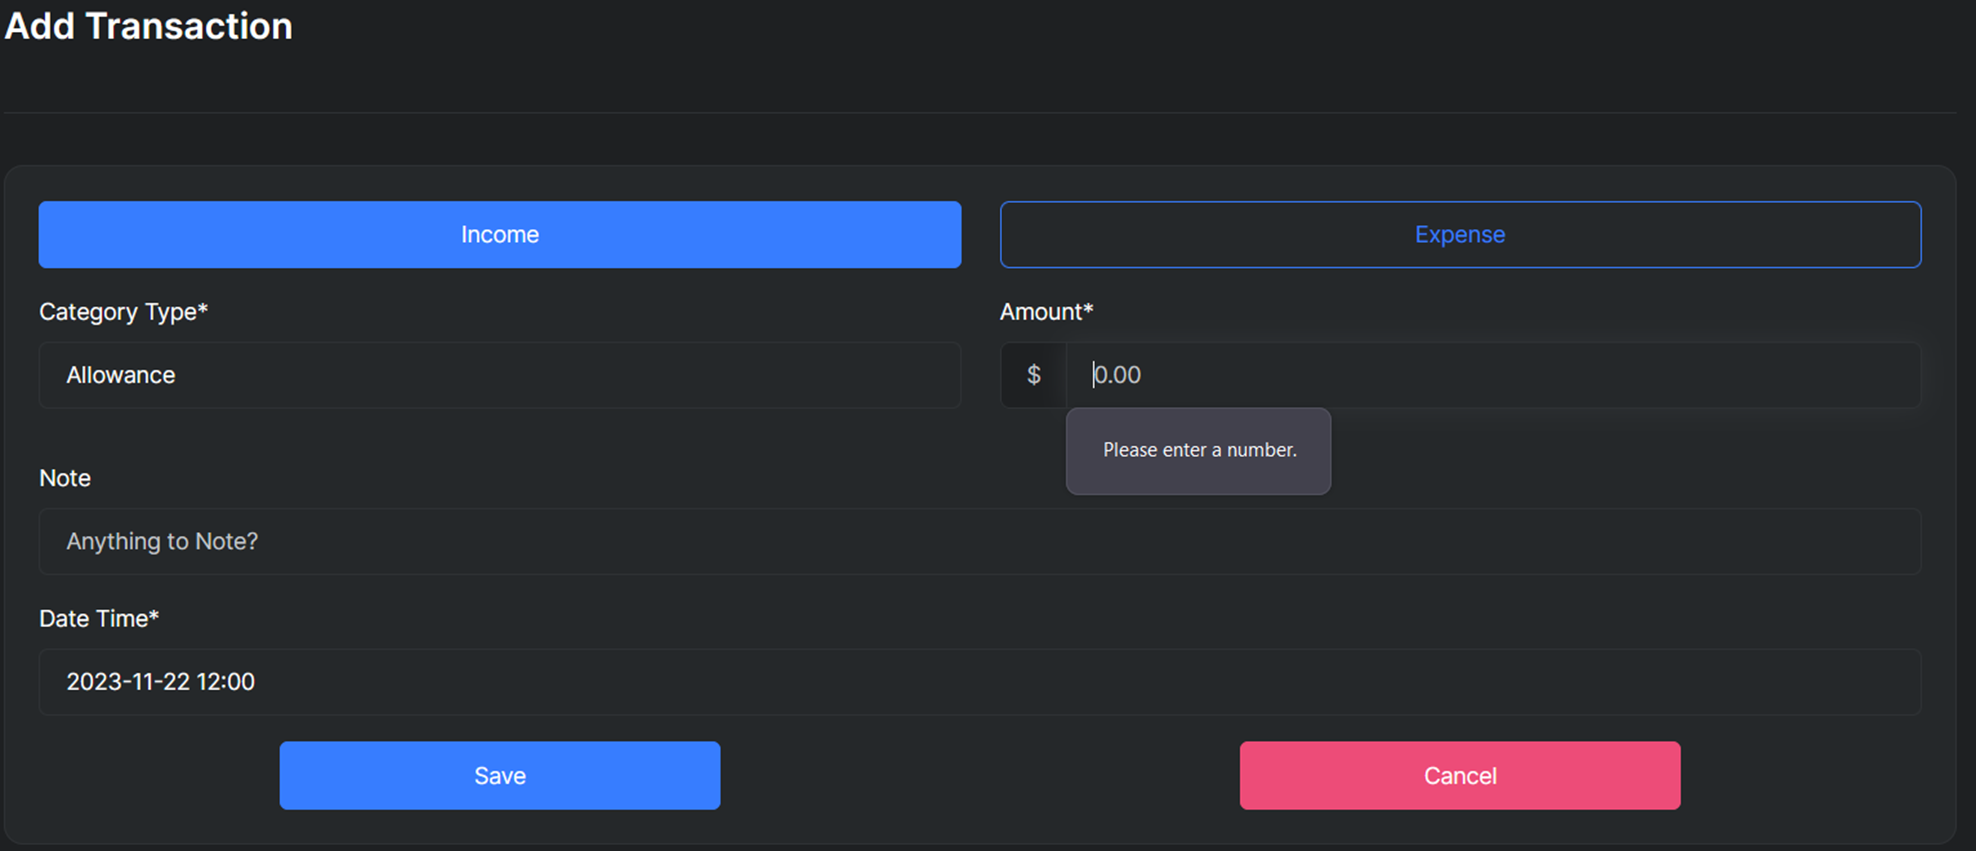 Add Transaction
Income
Expense
Category Type*
Amount*
Allowance
$
0.00
Please enter a number.
Note
Anything to Note?
Date Time*
2023-11-22 12:00
Save
Cancel